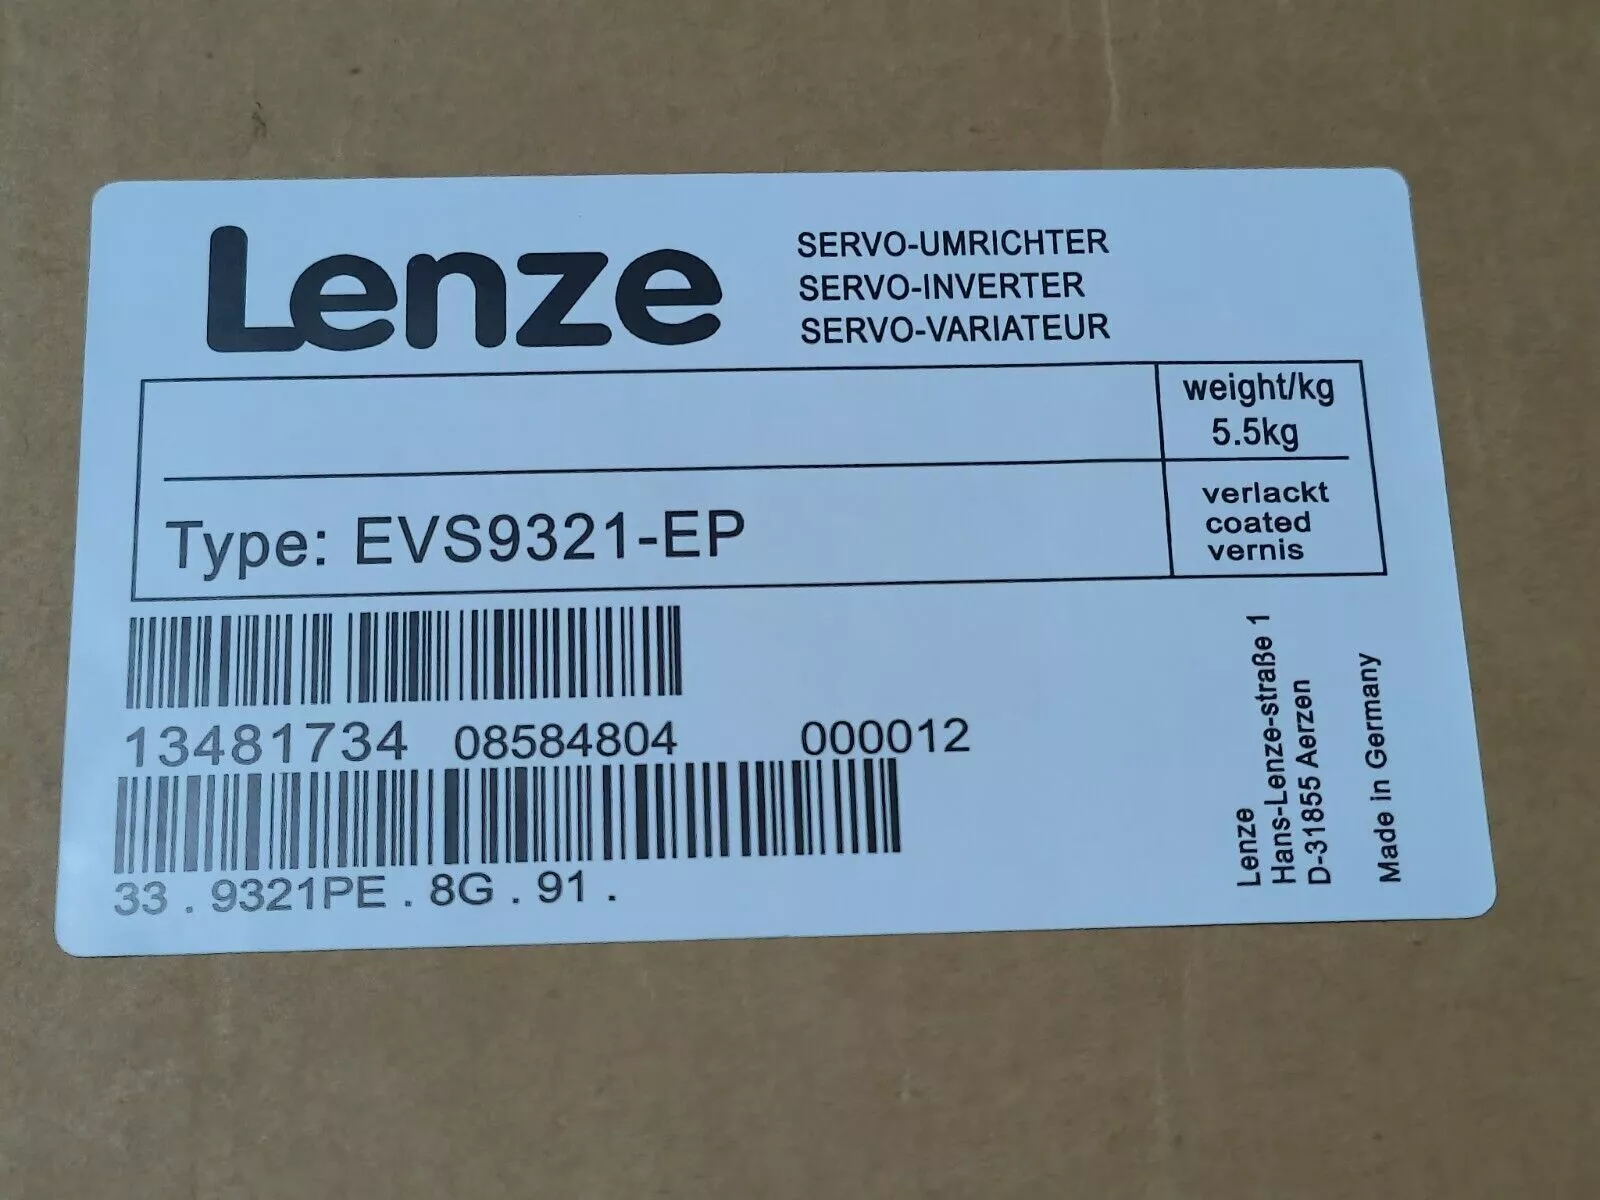 Lenze
SERVO-UMRICHTER
SERVO-INVERTER
SERVO-VARIATEUR
weight/kg
5.5kg
Type: EVS9321-EP
verlackt
coated
vernis
13481734 08584804 000012
33 . 9321PE . 8G . 91 .
Lenze
Hans-Lenze-straße 1
D-31855 Aerzen
Made in Germany